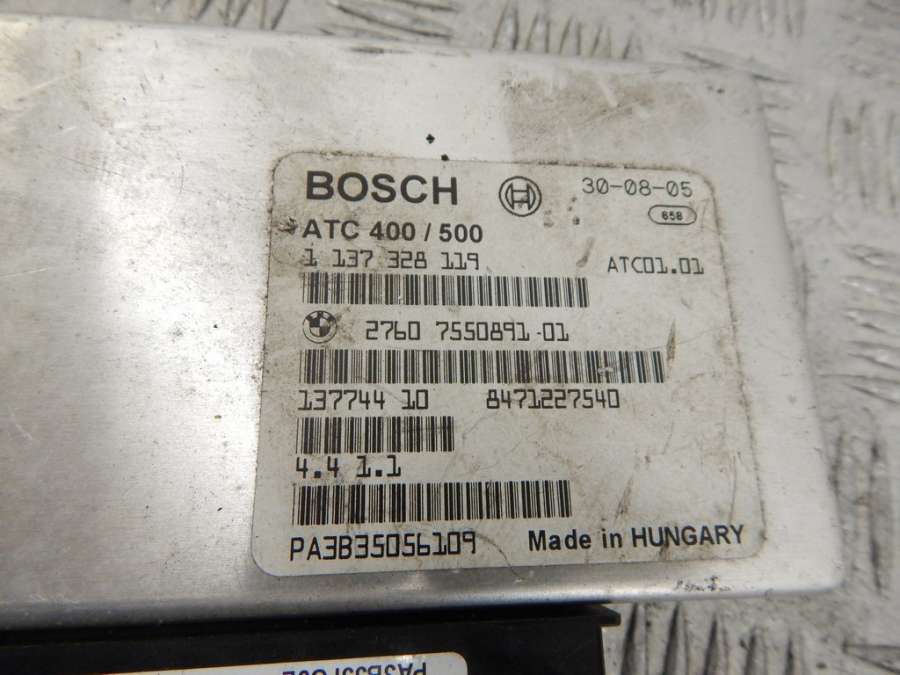 BOSCH
30-08-05
658
ATC 400 / 500
1 137 328 119
ATC01.01
2760 7550891-01
137744 10 8471227540
4.4 1.1
PA3B35056109
Made in HUNGARY